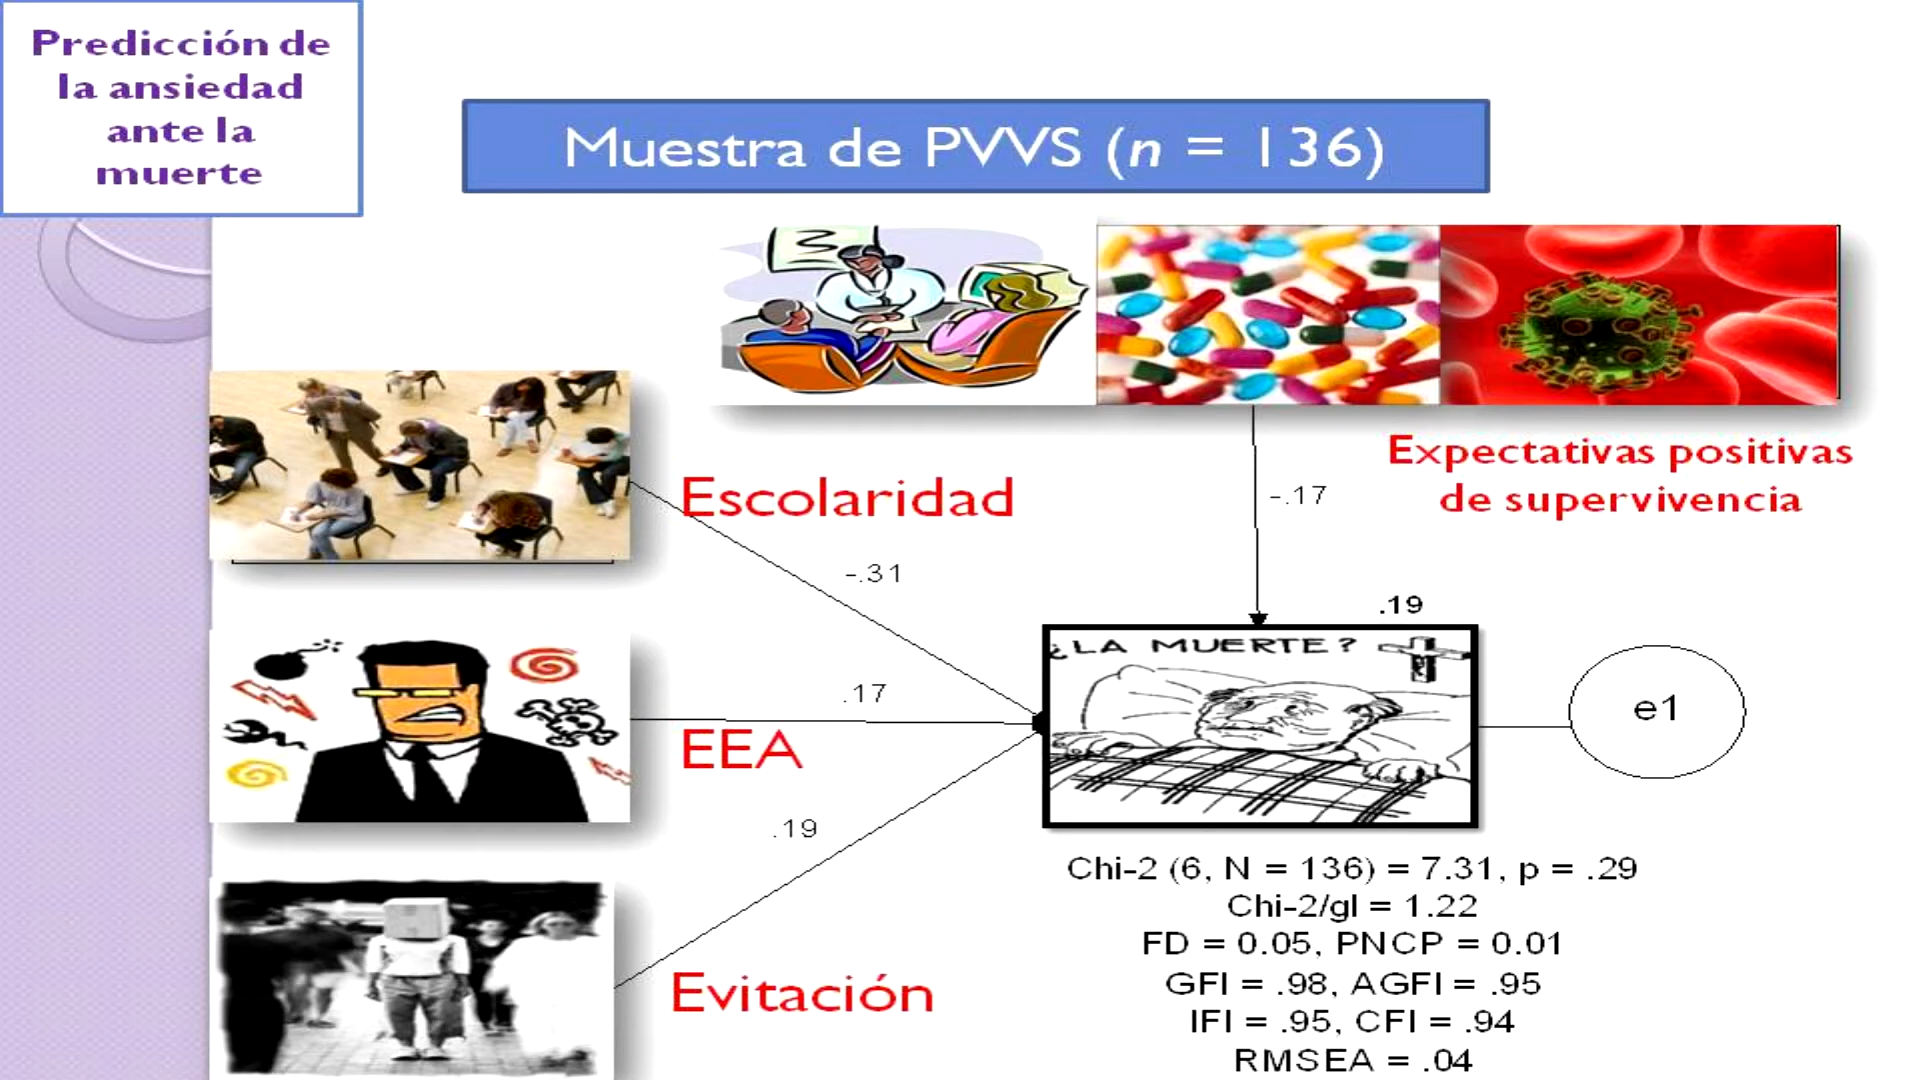 Predicción de
la ansiedad
ante la
muerte
Muestra de PVVS (n = 136)
Expectativas positivas
de supervivencia
-.17
Escolaridad
-.31
.19
¿LA MUERTE?
.17
EEA
e1
.19
Evitación
Chi-2 (6, N = 136) = 7.31, p = .29
Chi-2/gl = 1.22
FD = 0.05, PNCP = 0.01
GFI = .98, AGFI = .95
IFI = .95, CFI = .94
RMSEA = .04